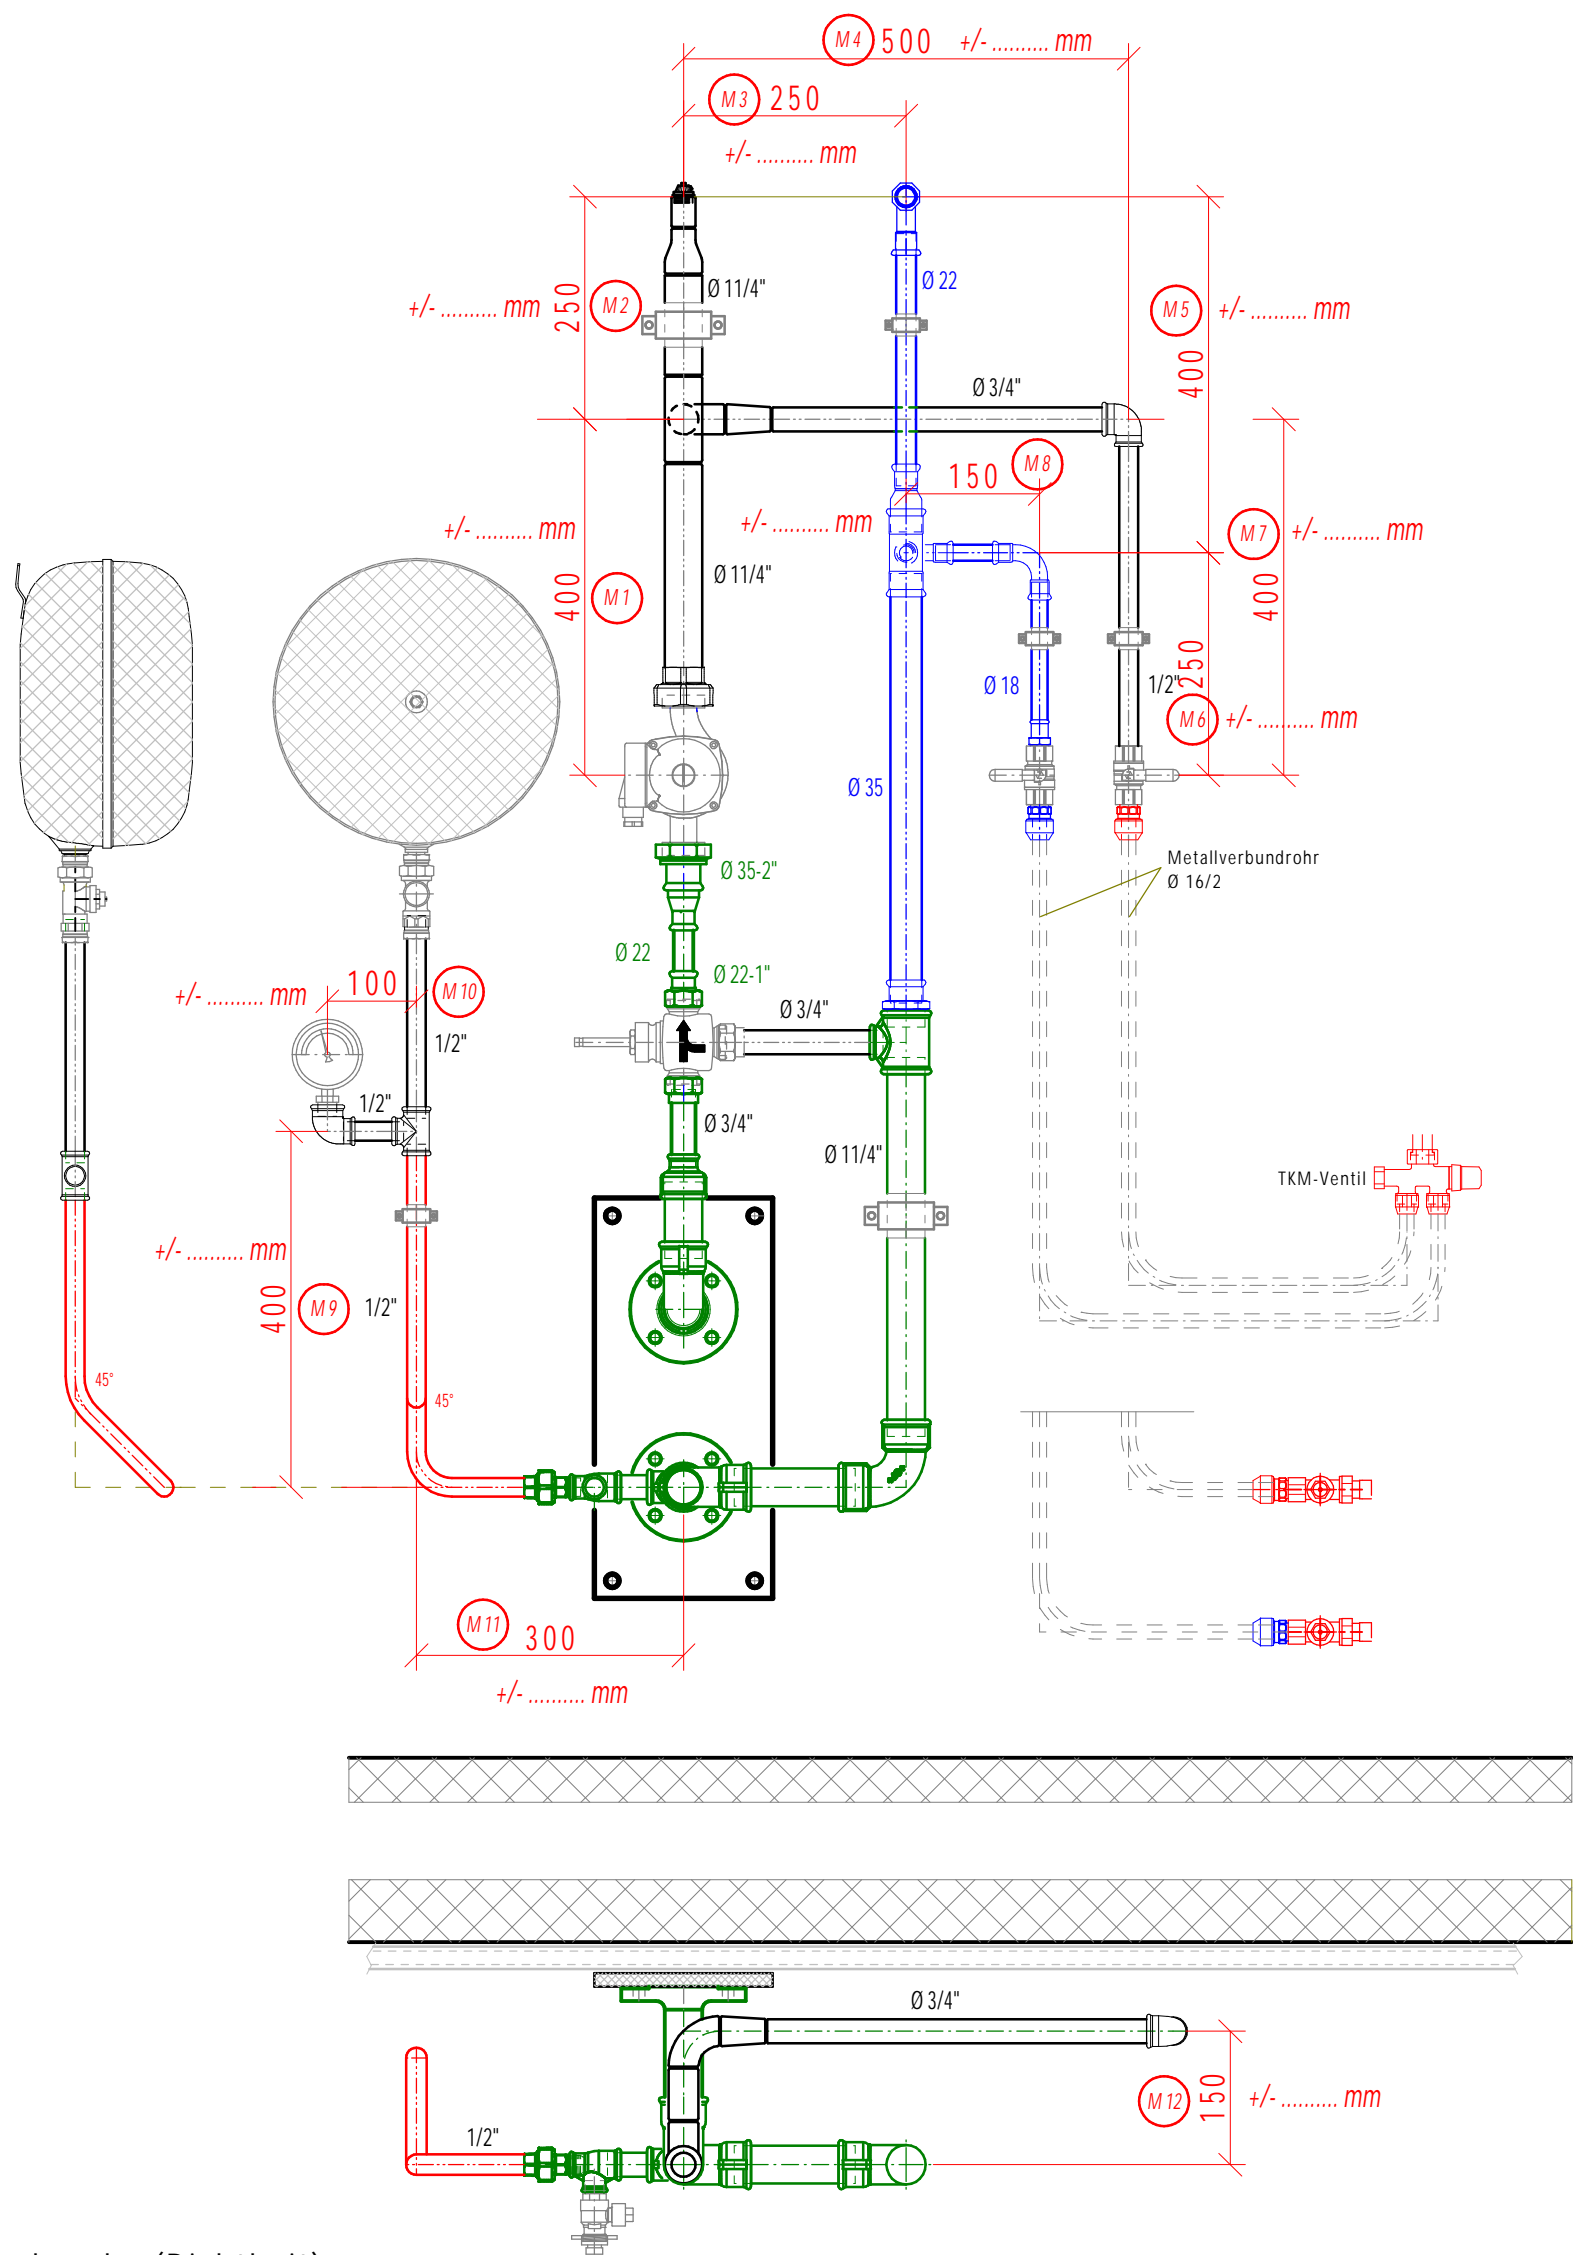 M4 500 +/- .......... mm
M3 250
+/- .......... mm
Ø 11/4"
Ø 22
+/- .......... mm
250
M2
M5
+/- .......... mm
400
Ø 3/4"
150
M8
+/- .......... mm
+/- .......... mm
M7
+/- .......... mm
Ø 11/4"
400
M1
400
Ø 18
1/2"
250
M6
+/- .......... mm
Ø 35
Ø 35-2"
Metallverbundrohr
Ø 16/2
Ø 22
Ø 22-1"
+/- .......... mm
100
M10
Ø 3/4"
1/2"
1/2"
Ø 3/4"
Ø 11/4"
TKM-Ventil
+/- .......... mm
400
M9
1/2"
45°
45°
M11
300
+/- .......... mm
Ø 3/4"
M12
150
+/- .......... mm
1/2"